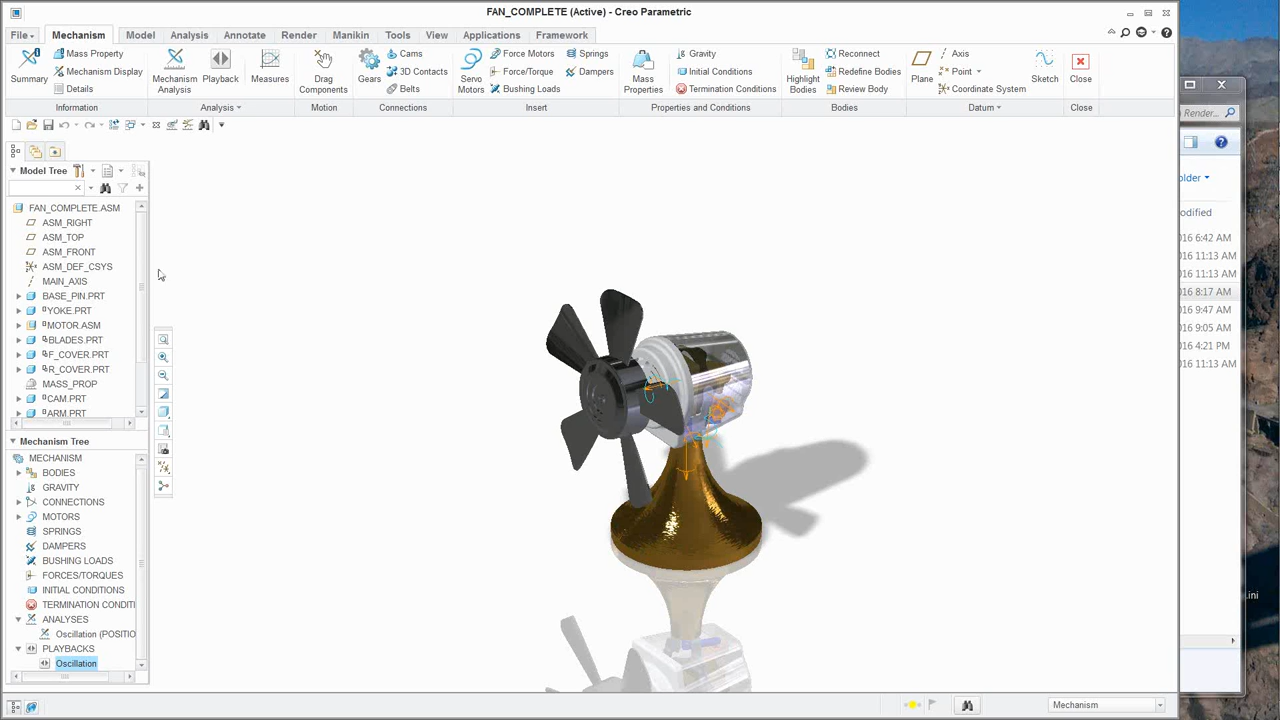 FAN_COMPLETE (Active) - Creo Parametric
File Mechanism Model Analysis Annotate Render Manikin Tools View Applications Framework
Summary
Mass Property
Mechanism Display
Details
Information
Mechanism Analysis
Playback
Measures
Analysis
Drag Components
Motion
Gears
Cams
3D Contacts
Belts
Connections
Servo Motors
Force Motors
Force/Torque
Bushing Loads
Springs
Dampers
Insert
Mass Properties
Gravity
Initial Conditions
Termination Conditions
Properties and Conditions
Highlight Bodies
Reconnect
Redefine Bodies
Review Body
Bodies
Plane
Axis
Point
Coordinate System
Sketch
Datum
Close
Close
Render...
older
odified
016 6:42 AM
016 11:13 AM
016 11:13 AM
016 8:17 AM
016 9:47 AM
016 9:05 AM
016 4:21 PM
016 11:13 AM
.ini
Model Tree
FAN_COMPLETE.ASM
ASM_RIGHT
ASM_TOP
ASM_FRONT
ASM_DEF_CSYS
MAIN_AXIS
BASE_PIN.PRT
YOKE.PRT
MOTOR.ASM
BLADES.PRT
F_COVER.PRT
R_COVER.PRT
MASS_PROP
CAM.PRT
ARM.PRT
Mechanism Tree
MECHANISM
BODIES
GRAVITY
CONNECTIONS
MOTORS
SPRINGS
DAMPERS
BUSHING LOADS
FORCES/TORQUES
INITIAL CONDITIONS
TERMINATION CONDITI
ANALYSES
Oscillation (POSITIO
PLAYBACKS
Oscillation
Mechanism